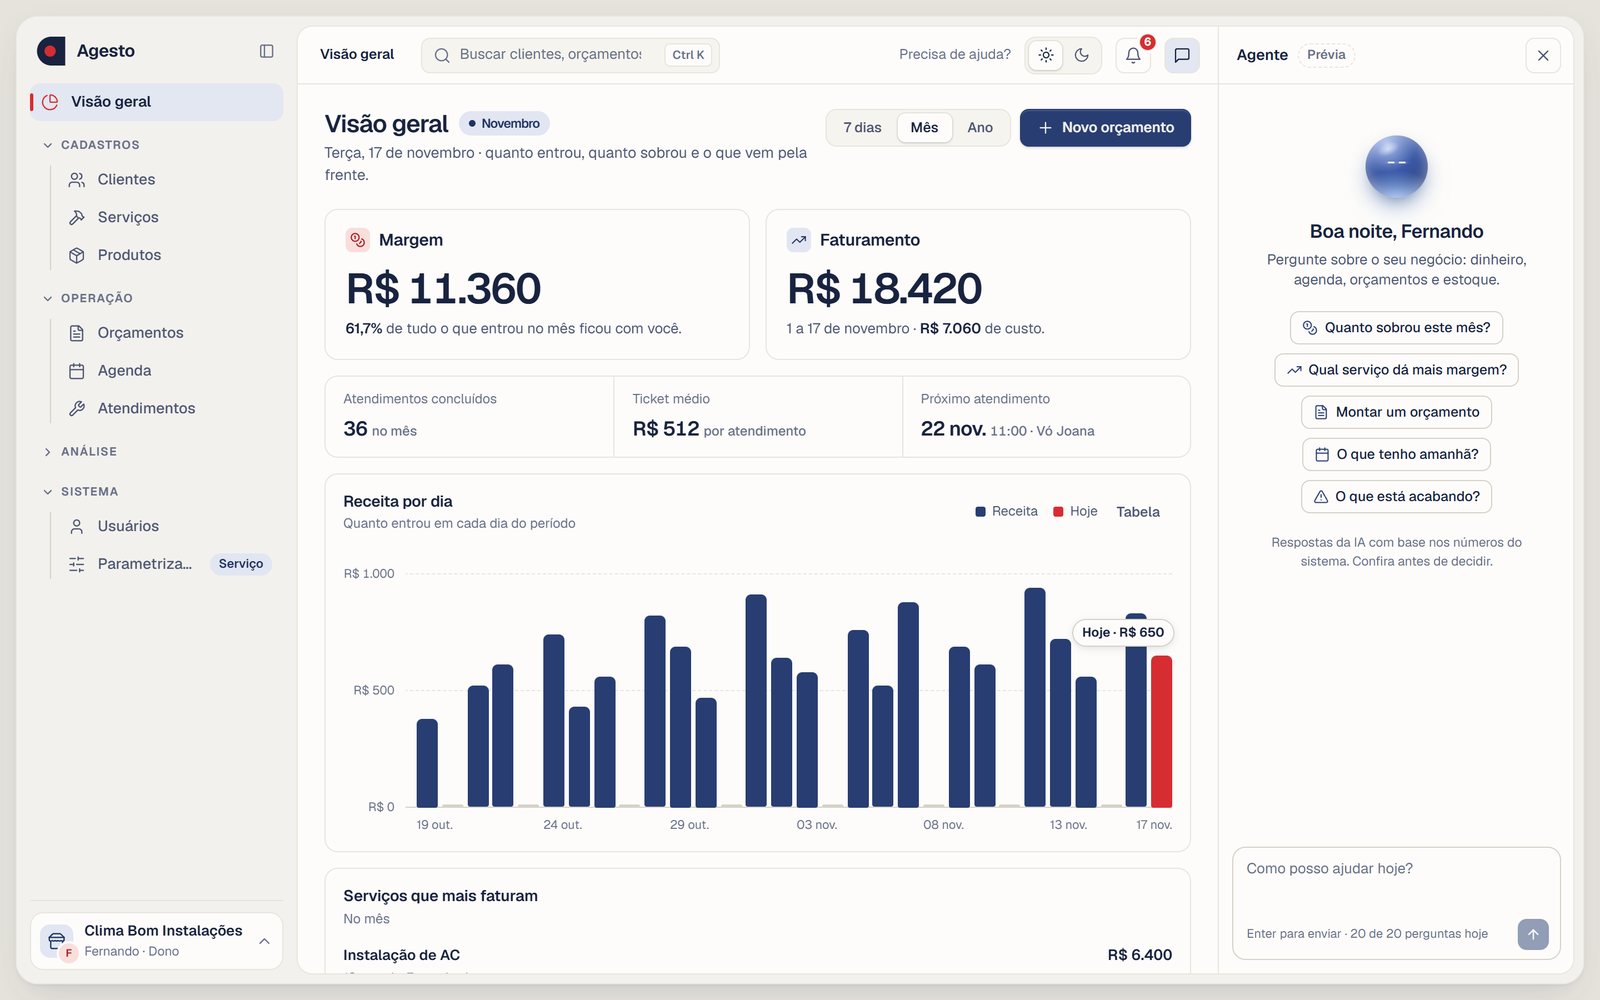 Agesto
Visão geral
CADASTROS
Clientes
Serviços
Produtos
OPERAÇÃO
Orçamentos
Agenda
Atendimentos
ANÁLISE
SISTEMA
Usuários
Parametriza... Serviço
Clima Bom Instalações
F Fernando · Dono
Visão geral
Buscar clientes, orçamentos Ctrl K
Precisa de ajuda?
6
Visão geral Novembro
Terça, 17 de novembro · quanto entrou, quanto sobrou e o que vem pela
frente.
7 dias Mês Ano
Novo orçamento
Margem
R$ 11.360
61,7% de tudo o que entrou no mês ficou com você.
Faturamento
R$ 18.420
1 a 17 de novembro · R$ 7.060 de custo.
Atendimentos concluídos
36 no mês
Ticket médio
R$ 512 por atendimento
Próximo atendimento
22 nov. 11:00 · Vó Joana
Receita por dia
Quanto entrou em cada dia do período
Receita Hoje Tabela
R$ 1.000
Hoje · R$ 650
R$ 500
R$ 0
19 out. 24 out. 29 out. 03 nov. 08 nov. 13 nov. 17 nov.
Serviços que mais faturam
No mês
Instalação de AC R$ 6.400
Agente Prévia
Boa noite, Fernando
Pergunte sobre o seu negócio: dinheiro,
agenda, orçamentos e estoque.
Quanto sobrou este mês?
Qual serviço dá mais margem?
Montar um orçamento
O que tenho amanhã?
O que está acabando?
Respostas da IA com base nos números do
sistema. Confira antes de decidir.
Como posso ajudar hoje?
Enter para enviar · 20 de 20 perguntas hoje